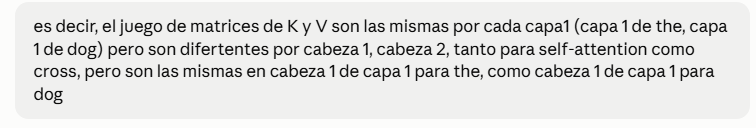 es decir, el juego de matrices de K y V son las mismas por cada capa1 (capa 1 de the, capa
1 de dog) pero son difertentes por cabeza 1, cabeza 2, tanto para self-attention como
cross, pero son las mismas en cabeza 1 de capa 1 para the, como cabeza 1 de capa 1 para
dog